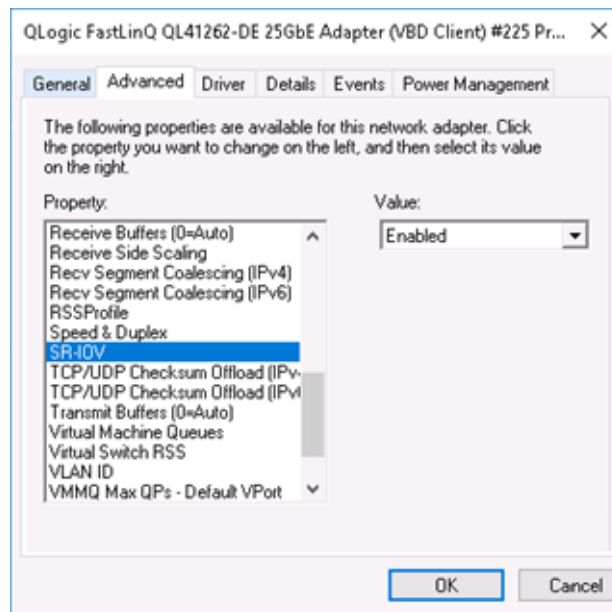 QLogic FastLinQ QL41262-DE 25GbE Adapter (VBD Client) #225 Pr...
General Advanced Driver Details Events Power Management
The following properties are available for this network adapter. Click
the property you want to change on the left, and then select its value
on the right.
Property:
Value:
Receive Buffers (0=Auto)
Receive Side Scaling
Recv Segment Coalescing (IPv4)
Recv Segment Coalescing (IPv6)
RSSProfile
Speed & Duplex
SR-IOV
TCP/UDP Checksum Offload (IPv
TCP/UDP Checksum Offload (IPv
Transmit Buffers (0=Auto)
Virtual Machine Queues
Virtual Switch RSS
VLAN ID
VMMQ Max QPs - Default VPort
Enabled
OK
Cancel